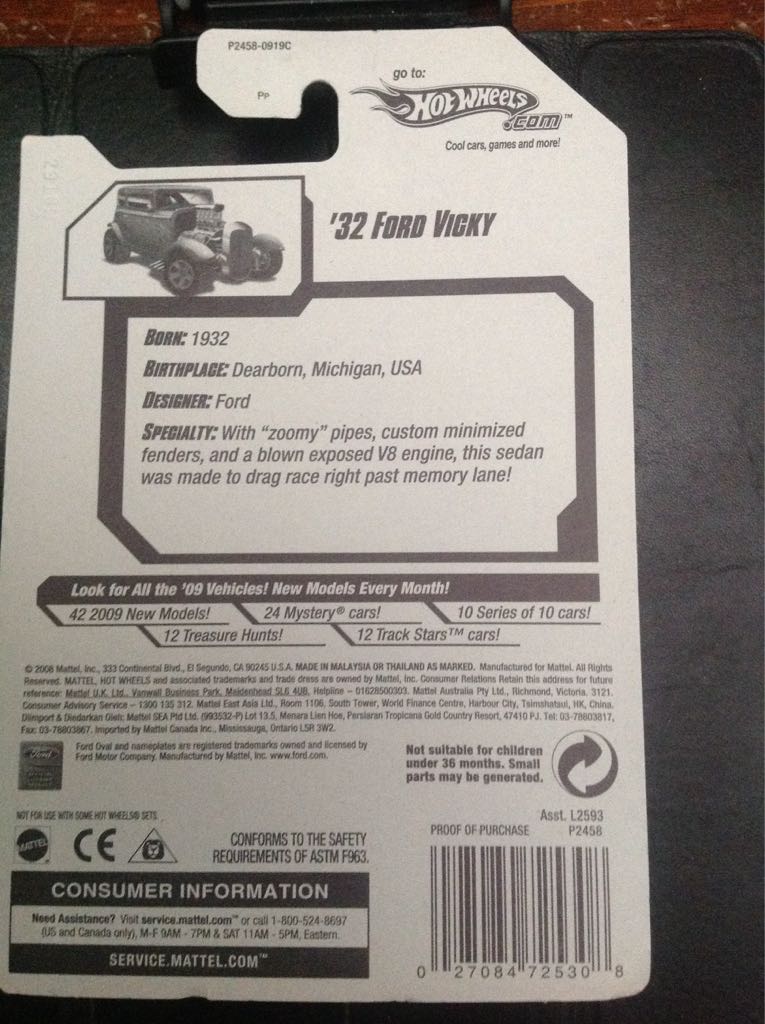 P2458-0919C
Pp
go to:
HOT WHEELS
.COM™
Cool cars, games and more!
'32 FORD VICKY
BORN: 1932
BIRTHPLACE: Dearborn, Michigan, USA
DESIGNER: Ford
SPECIALTY: With "zoomy" pipes, custom minimized
fenders, and a blown exposed V8 engine, this sedan
was made to drag race right past memory lane!
Look for All the '09 Vehicles! New Models Every Month!
42 2009 New Models! 24 Mystery® cars! 10 Series of 10 cars!
12 Treasure Hunts! 12 Track Stars™ cars!
© 2008 Mattel, Inc., 333 Continental Blvd., El Segundo, CA 90245 U.S.A. MADE IN MALAYSIA OR THAILAND AS MARKED. Manufactured for Mattel. All Rights
Reserved. MATTEL, HOT WHEELS and associated trademarks and trade dress are owned by Mattel, Inc. Consumer Relations Retain this address for future
reference: Mattel U.K. Ltd., Vanwall Business Park, Maidenhead SL6 4UB, Helpline – 01628500303. Mattel Australia Pty Ltd., Richmond, Victoria. 3121.
Consumer Advisory Service – 1300 135 312. Mattel East Asia Ltd., Room 1106, South Tower, World Finance Centre, Harbour City, Tsimshatsui, HK, China.
Diimport & Diedarkan Oleh: Mattel SEA Ptd Ltd. (993532-P) Lot 13.5, Menara Lien Hoe, Persiaran Tropicana Golf Country Resort, 47410 PJ. Tel: 03-78803817,
Fax: 03-78803867. Imported by Mattel Canada Inc., Mississauga, Ontario L5R 3W2.
Ford
Ford Oval and nameplates are registered trademarks owned and licensed by
Ford Motor Company. Manufactured by Mattel, Inc. www.ford.com.
Not suitable for children
under 36 months. Small
parts may be generated.
NOT FOR USE WITH SOME HOT WHEELS® SETS.
MATTEL
CE
CONFORMS TO THE SAFETY
REQUIREMENTS OF ASTM F963.
Asst. L2593
PROOF OF PURCHASE P2458
CONSUMER INFORMATION
Need Assistance? Visit service.mattel.com™ or call 1-800-524-8697
(US and Canada only), M-F 9AM - 7PM & SAT 11AM - 5PM, Eastern.
SERVICE.MATTEL.COM™
0 27084 72530 8